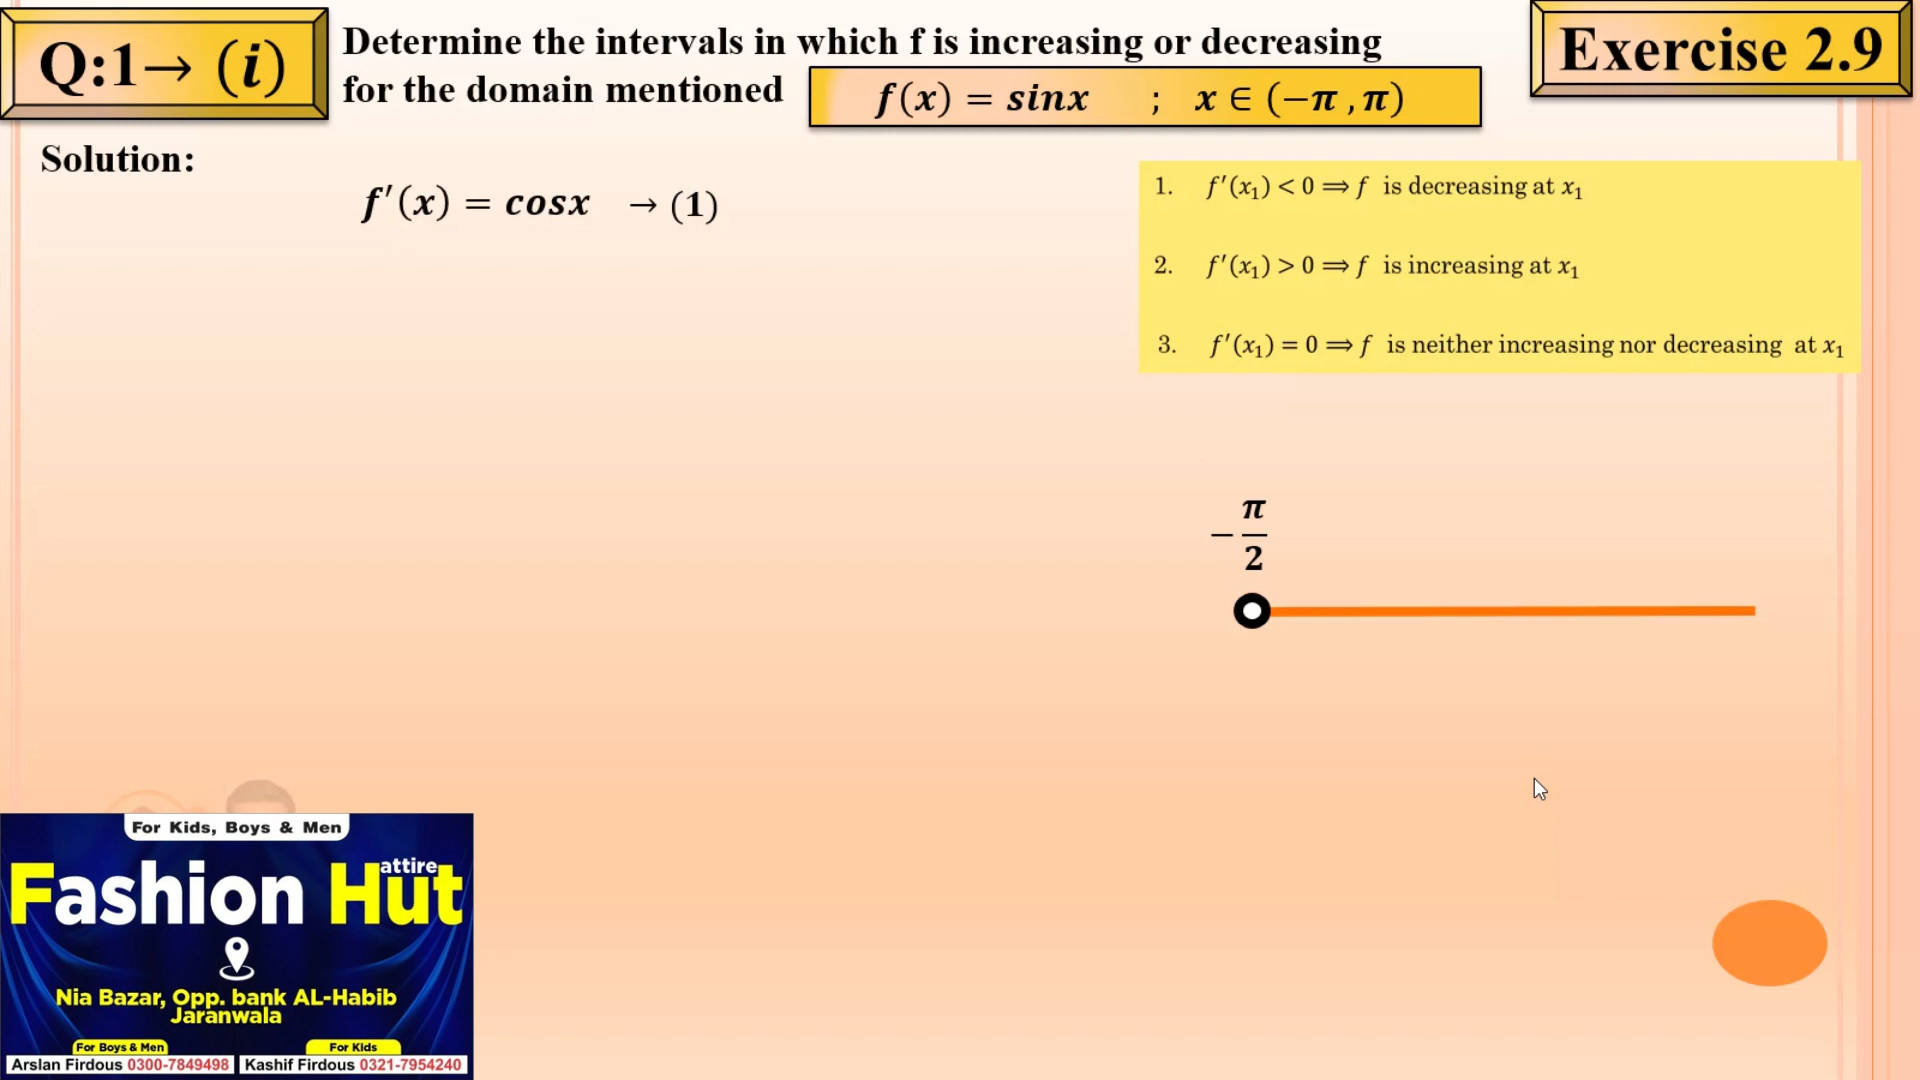 Q:1→ (i)
Determine the intervals in which f is increasing or decreasing
for the domain mentioned
f(x) = sinx ; x ∈ (−π , π)
Exercise 2.9
Solution:
f′(x) = cosx → (1)
1. f′(x₁) < 0 ⟹ f is decreasing at x₁
2. f′(x₁) > 0 ⟹ f is increasing at x₁
3. f′(x₁) = 0 ⟹ f is neither increasing nor decreasing at x₁
−π/2
For Kids, Boys & Men
Fashion Hut
attire
Nia Bazar, Opp. bank AL-Habib
Jaranwala
For Boys & Men
For Kids
Arslan Firdous 0300-7849498
Kashif Firdous 0321-7954240